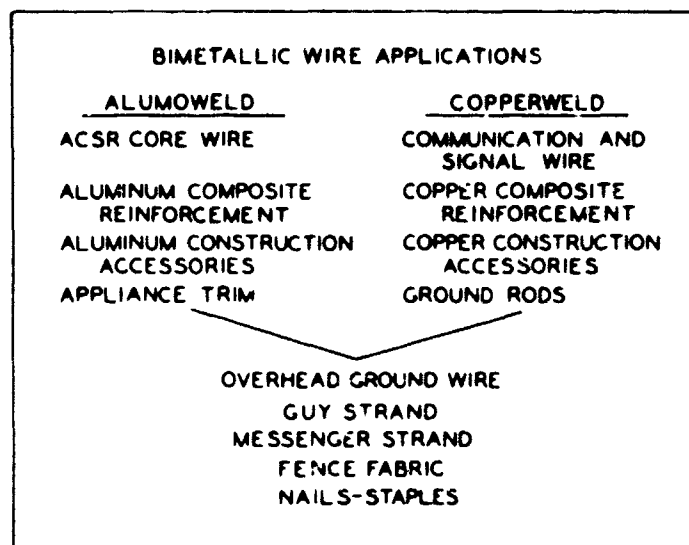 BIMETALLIC WIRE APPLICATIONS
ALUMOWELD
ACSR CORE WIRE
ALUMINUM COMPOSITE
REINFORCEMENT
ALUMINUM CONSTRUCTION
ACCESSORIES
APPLIANCE TRIM
COPPERWELD
COMMUNICATION AND
SIGNAL WIRE
COPPER COMPOSITE
REINFORCEMENT
COPPER CONSTRUCTION
ACCESSORIES
GROUND RODS
OVERHEAD GROUND WIRE
GUY STRAND
MESSENGER STRAND
FENCE FABRIC
NAILS-STAPLES